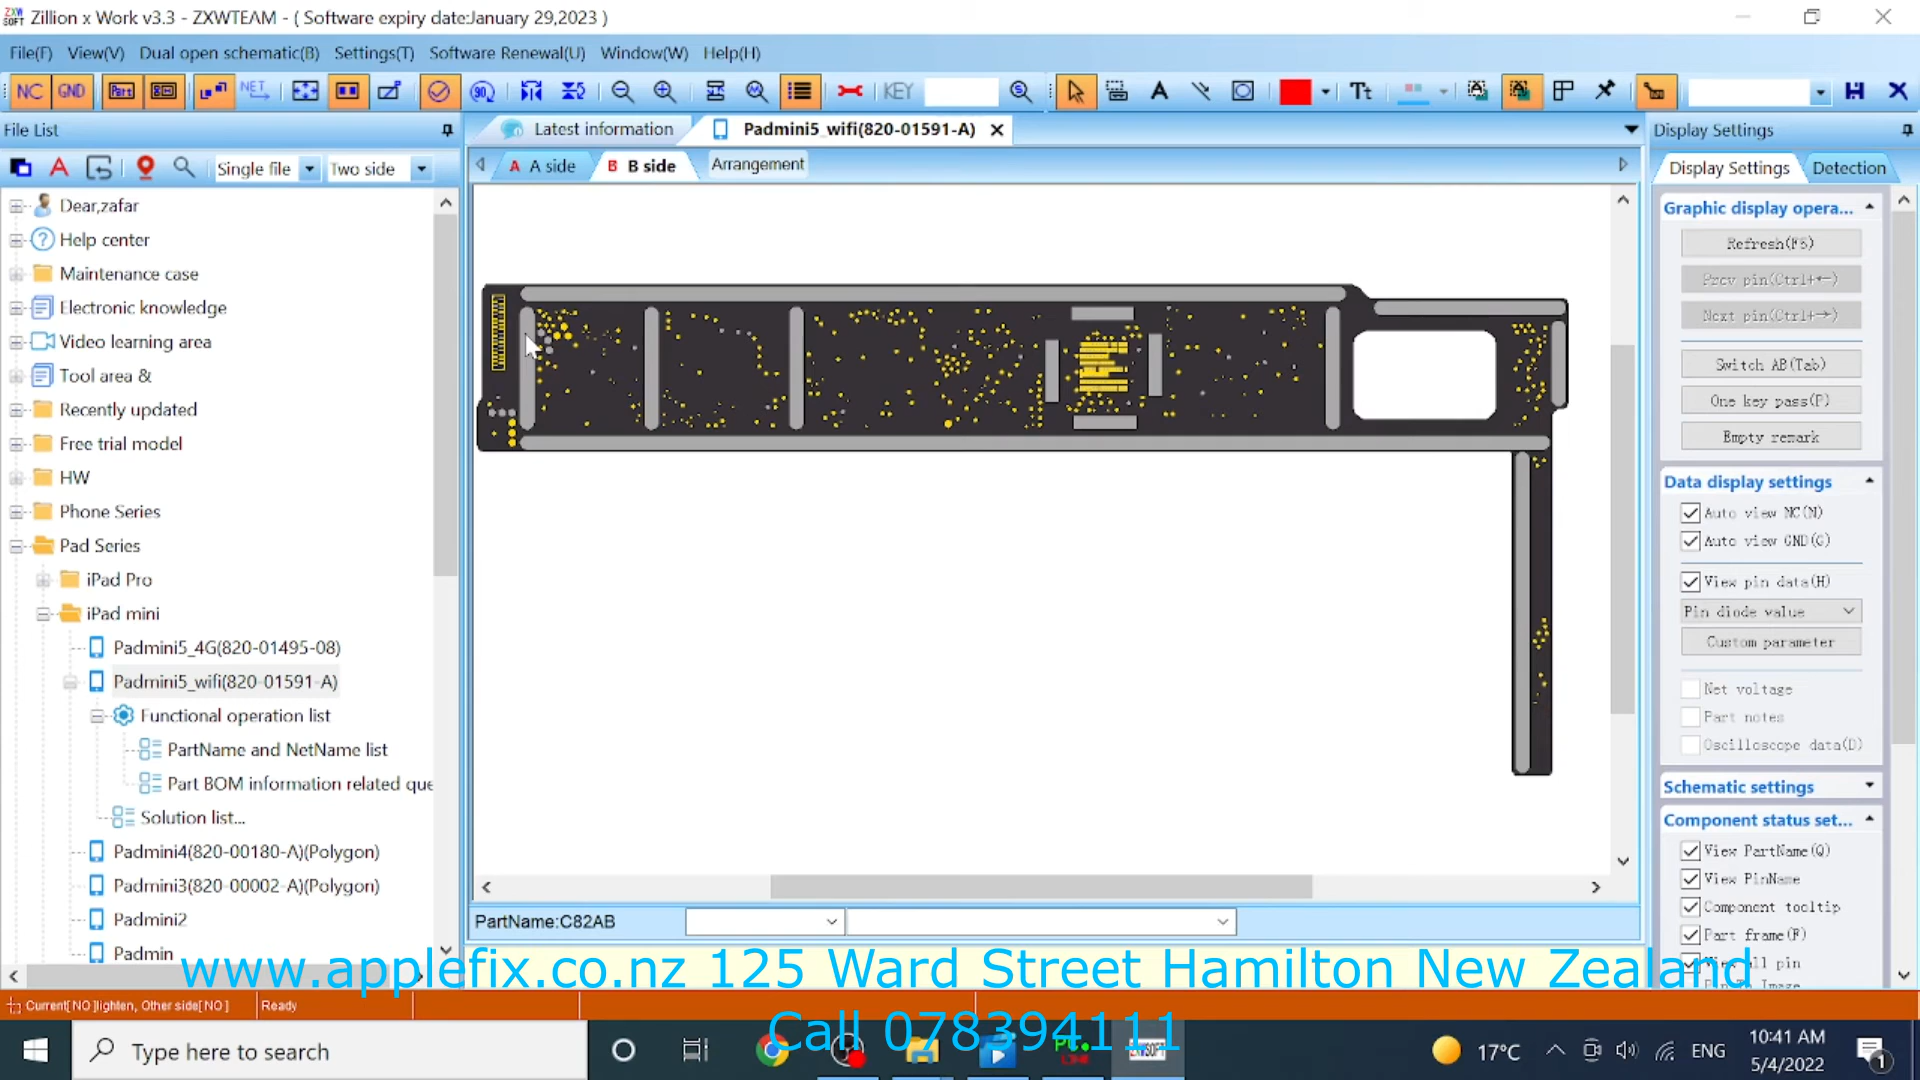 Zillion x Work v3.3 - ZXWTEAM - ( Software expiry date:January 29,2023 )
File(F) View(V) Dual open schematic(B) Settings(T) Software Renewal(U) Window(W) Help(H)
NC GND Part NET 90 KEY A Tt
File List
Latest information
Padmini5_wifi(820-01591-A)
Display Settings
Single file
Two side
A A side
B B side
Arrangement
Display Settings
Detection
Dear,zafar
Help center
Maintenance case
Electronic knowledge
Video learning area
Tool area &
Recently updated
Free trial model
HW
Phone Series
Pad Series
iPad Pro
iPad mini
Padmini5_4G(820-01495-08)
Padmini5_wifi(820-01591-A)
Functional operation list
PartName and NetName list
Part BOM information related que
Solution list...
Padmini4(820-00180-A)(Polygon)
Padmini3(820-00002-A)(Polygon)
Padmini2
Padmin
Graphic display opera...
Refresh(F5)
Prev pin(Ctrl+←)
Next pin(Ctrl+→)
Switch AB(Tab)
One key pass(P)
Empty remark
Data display settings
Auto view NC(N)
Auto view GND(G)
View pin data(H)
Pin diode value
Custom parameter
Net voltage
Part notes
Oscilloscope data(D)
Schematic settings
Component status set...
View PartName(Q)
View PinName
Component tooltip
Part frame(F)
PartName:C82AB
www.applefix.co.nz 125 Ward Street Hamilton New Zealand
Current[ NO ]lighten, Other side[ NO ]
Ready
Call 078394111
Type here to search
17°C
ENG
10:41 AM
5/4/2022
1